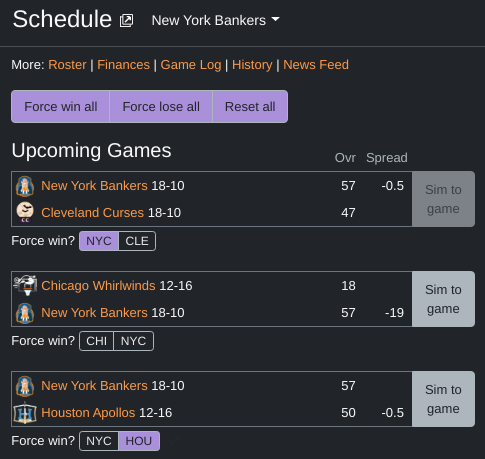 Schedule New York Bankers
More: Roster | Finances | Game Log | History | News Feed
Force win all Force lose all Reset all
Upcoming Games Ovr Spread
New York Bankers 18-10 57 -0.5 Sim to game
Cleveland Curses 18-10 47
Force win? NYC CLE
Chicago Whirlwinds 12-16 18 Sim to game
New York Bankers 18-10 57 -19
Force win? CHI NYC
New York Bankers 18-10 57 Sim to game
Houston Apollos 12-16 50 -0.5
Force win? NYC HOU